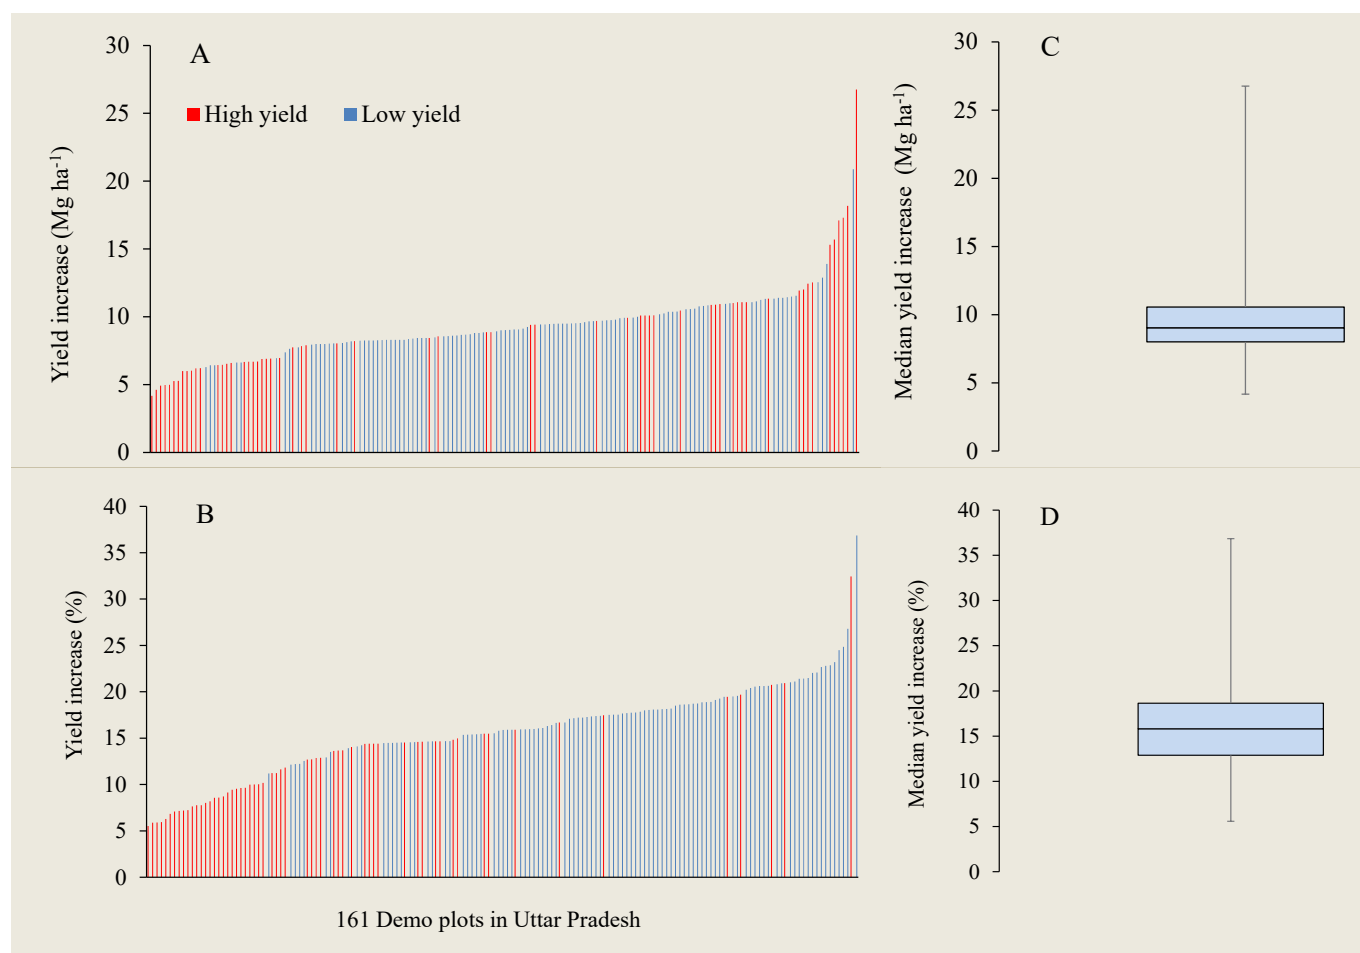 A
High yield
Low yield
Yield increase (Mg ha-1)
30
25
20
15
10
5
0
C
Median yield increase (Mg ha-1)
30
25
20
15
10
5
0
B
Yield increase (%)
40
35
30
25
20
15
10
5
0
161 Demo plots in Uttar Pradesh
D
Median yield increase (%)
40
35
30
25
20
15
10
5
0